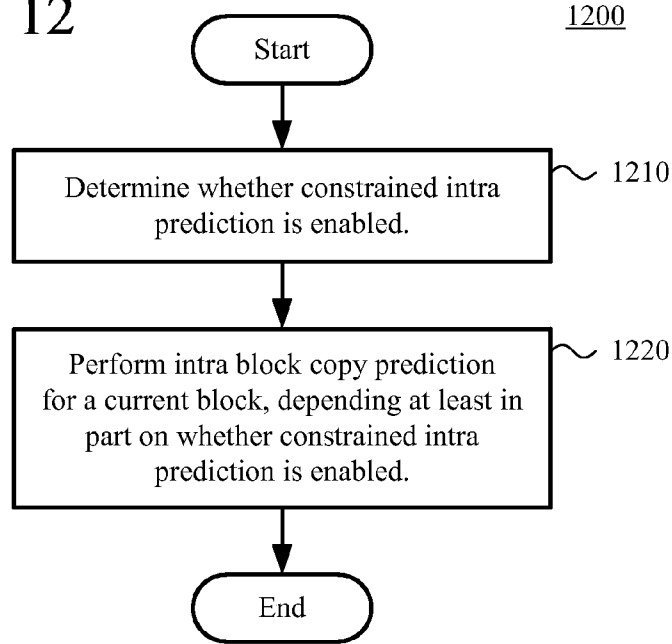 12
1200
Start
Determine whether constrained intra
prediction is enabled.
1210
Perform intra block copy prediction
for a current block, depending at least in
part on whether constrained intra
prediction is enabled.
1220
End